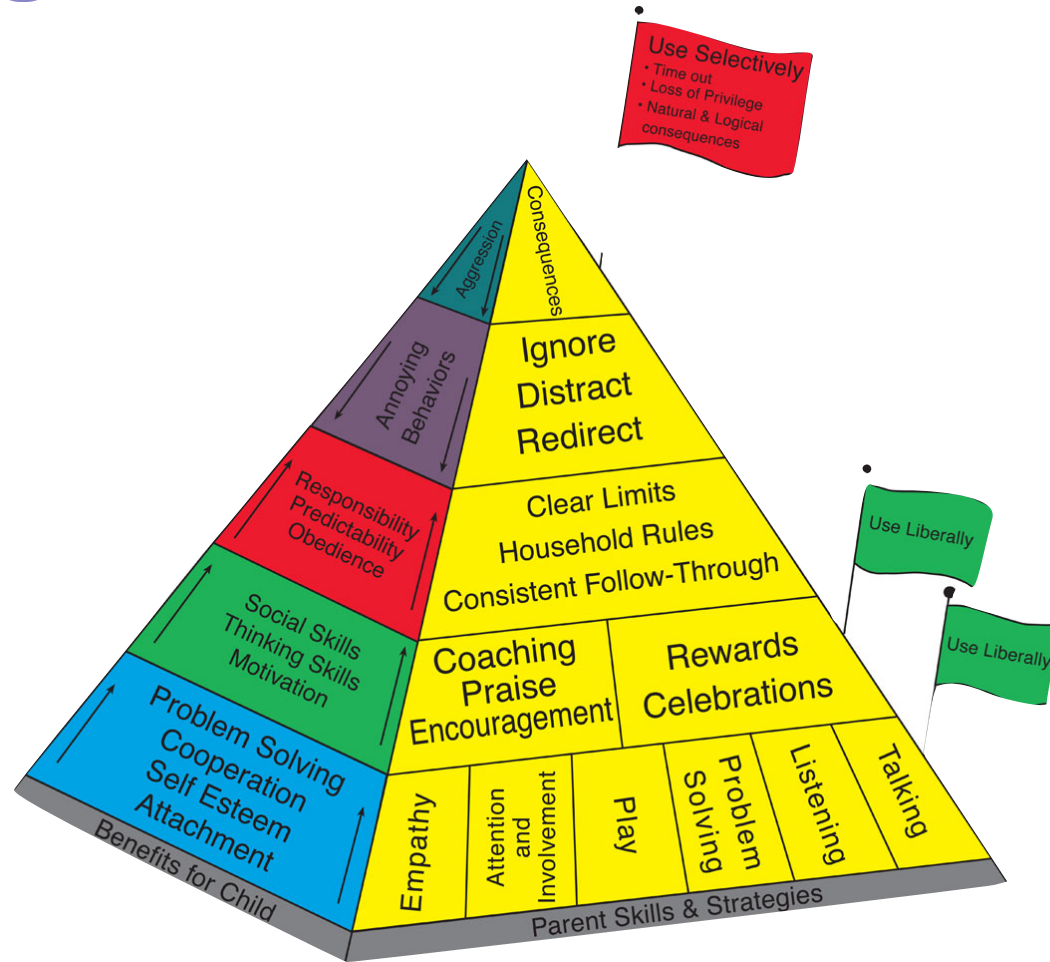 Use Selectively
• Time out
• Loss of Privilege
• Natural & Logical
consequences
Aggression
Consequences
Annoying
Behaviors
Ignore
Distract
Redirect
Responsibility
Predictability
Obedience
Clear Limits
Household Rules
Consistent Follow-Through
Use Liberally
Use Liberally
Social Skills
Thinking Skills
Motivation
Coaching
Praise
Encouragement
Rewards
Celebrations
Problem Solving
Cooperation
Self Esteem
Attachment
Empathy
Attention
and
Involvement
Play
Problem
Solving
Listening
Talking
Benefits for Child
Parent Skills & Strategies